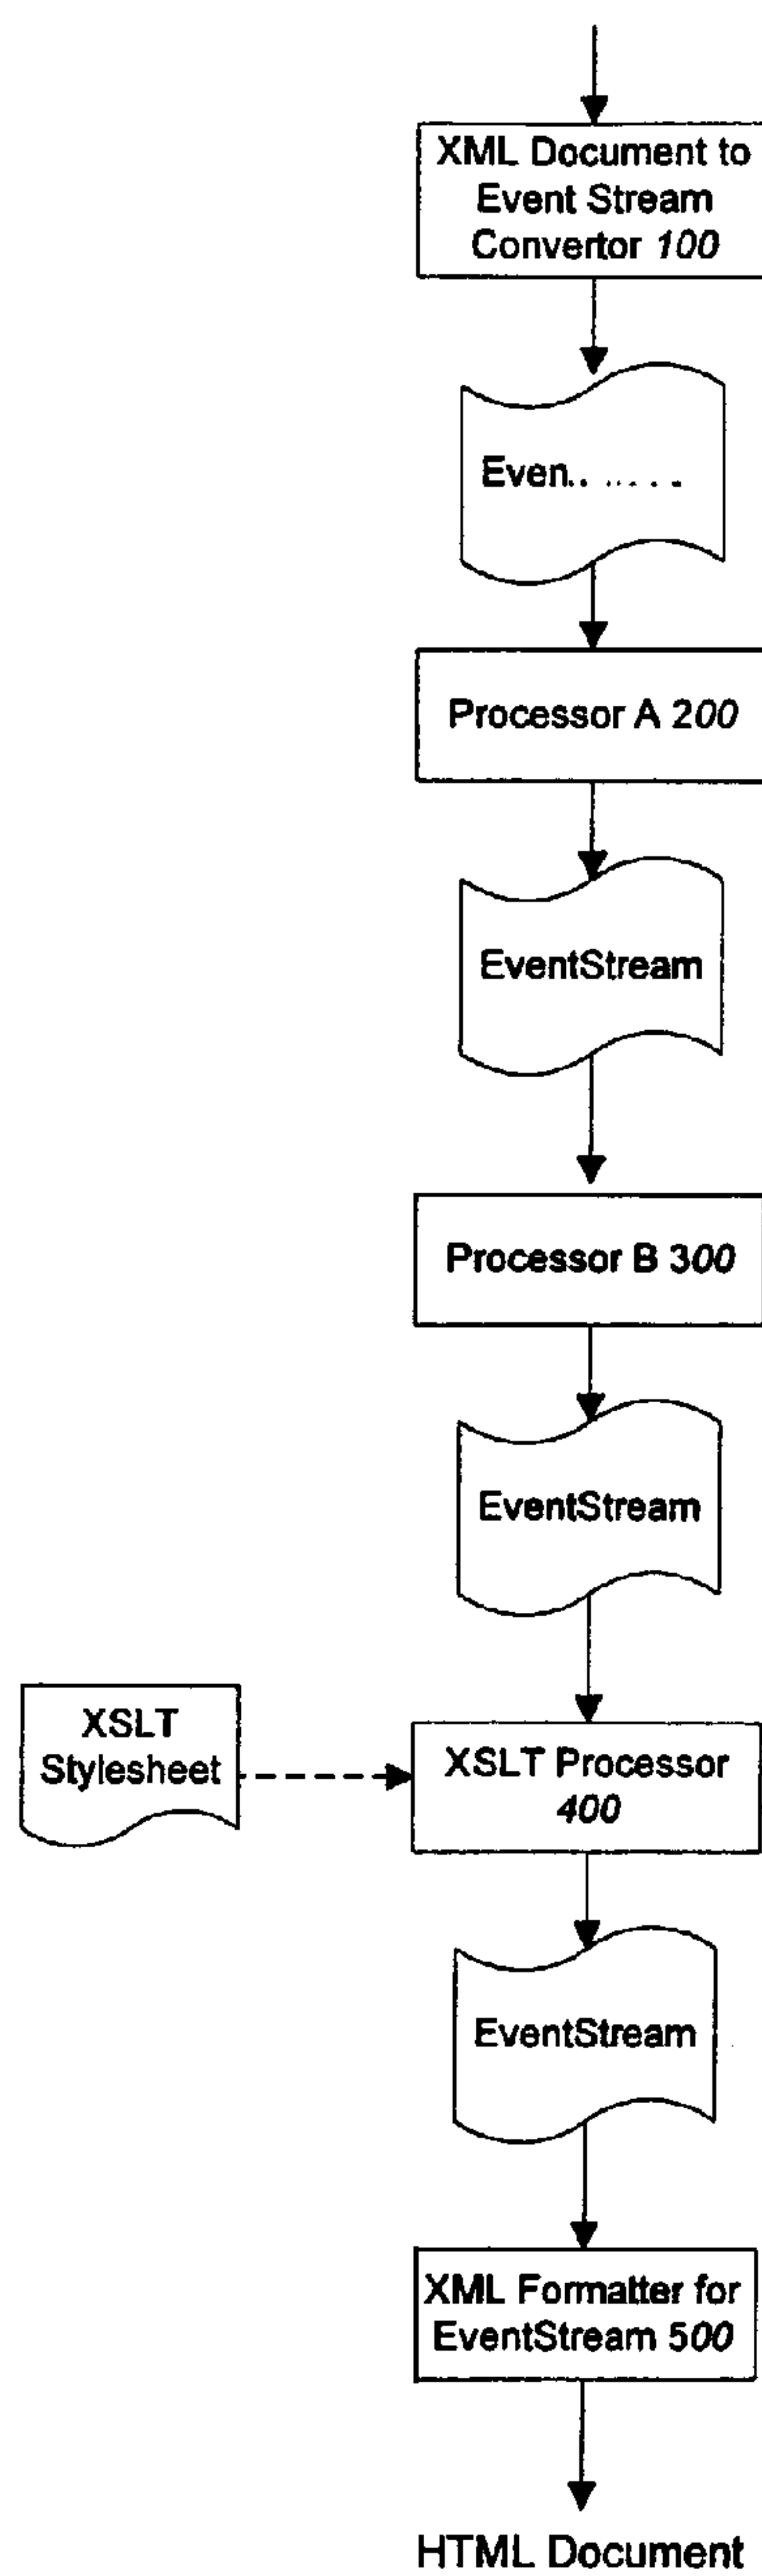 XML Document to
Event Stream
Convertor 100
Processor A 200
EventStream
Processor B 300
EventStream
XSLT
Stylesheet
XSLT Processor
400
EventStream
XML Formatter for
EventStream 500
HTML Document